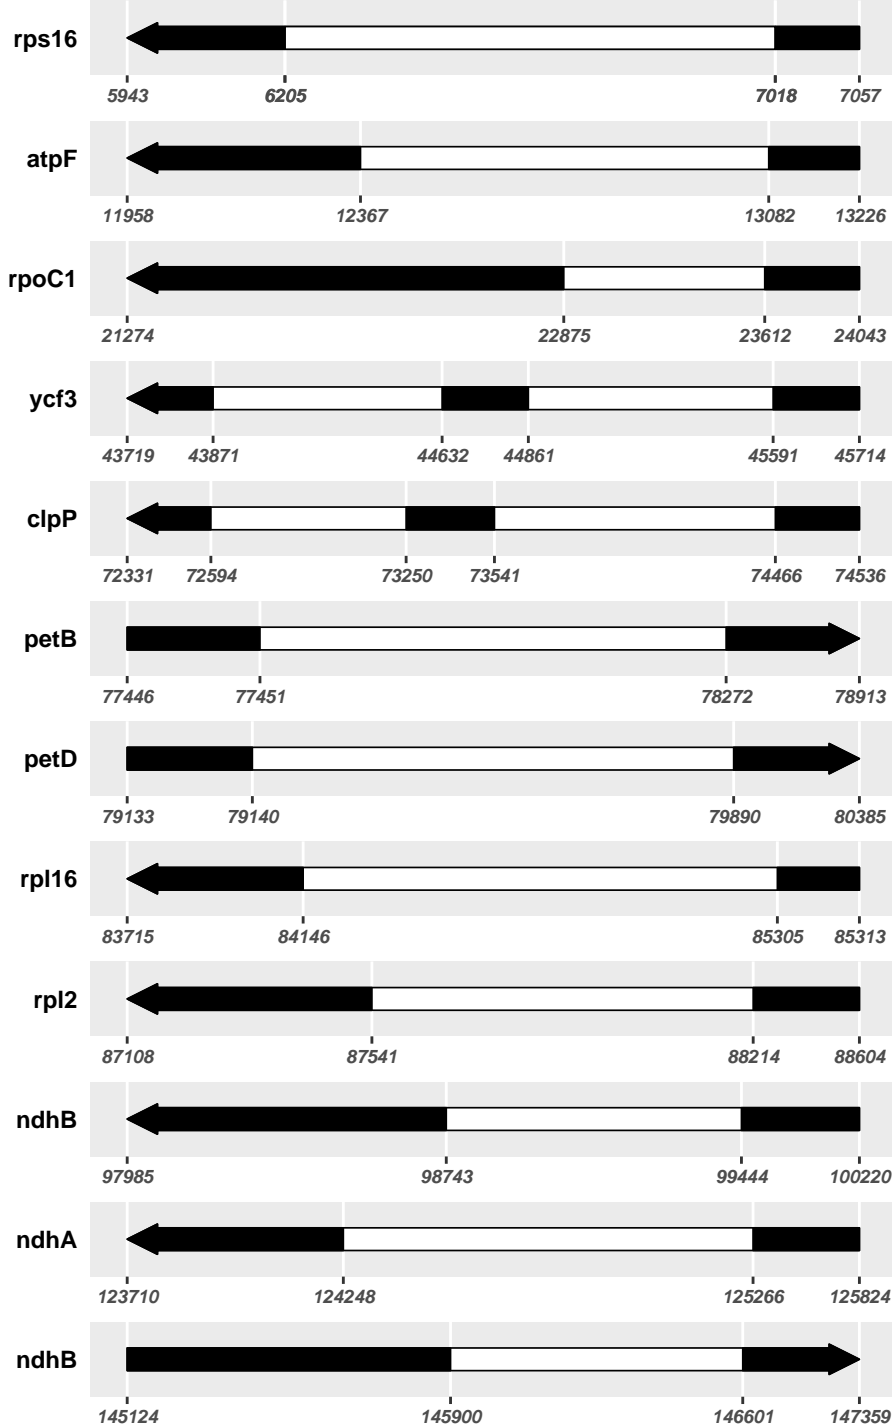 rps16
5943 6205 7018 7057
atpF
11958 12367 13082 13226
rpoC1
21274 22875 23612 24043
ycf3
43719 43871 44632 44861 45591 45714
clpP
72331 72594 73250 73541 74466 74536
petB
77446 77451 78272 78913
petD
79133 79140 79890 80385
rpl16
83715 84146 85305 85313
rpl2
87108 87541 88214 88604
ndhB
97985 98743 99444 100220
ndhA
123710 124248 125266 125824
ndhB
145124 145900 146601 147359